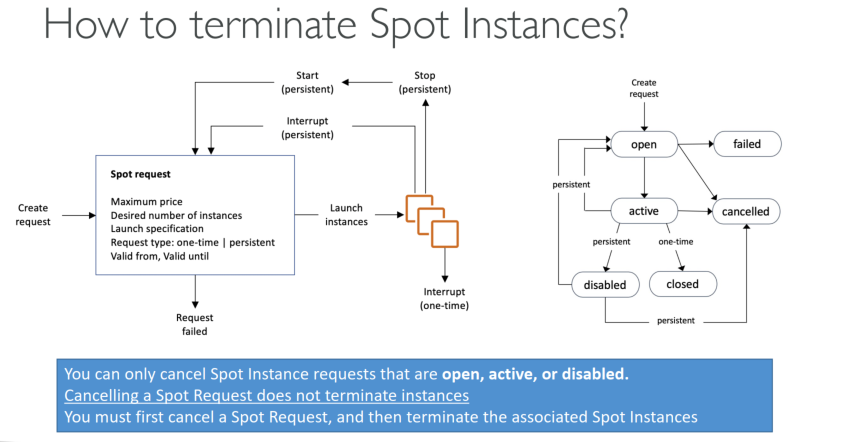 How to terminate Spot Instances?
Start
(persistent)
Stop
(persistent)
Interrupt
(persistent)
Create
request
Spot request
Maximum price
Desired number of instances
Launch specification
Request type: one-time | persistent
Valid from, Valid until
Launch
instances
Interrupt
(one-time)
Request
failed
Create
request
open
failed
persistent
active
cancelled
persistent
one-time
disabled
closed
persistent
You can only cancel Spot Instance requests that are open, active, or disabled.
Cancelling a Spot Request does not terminate instances
You must first cancel a Spot Request, and then terminate the associated Spot Instances